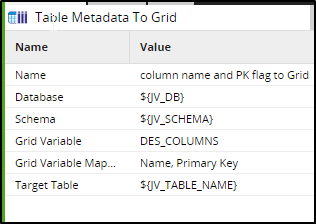 Table Metadata To Grid
Name Value
Name column name and PK flag to Grid
Database ${JV_DB}
Schema ${JV_SCHEMA}
Grid Variable DES_COLUMNS
Grid Variable Map... Name, Primary Key
Target Table ${JV_TABLE_NAME}